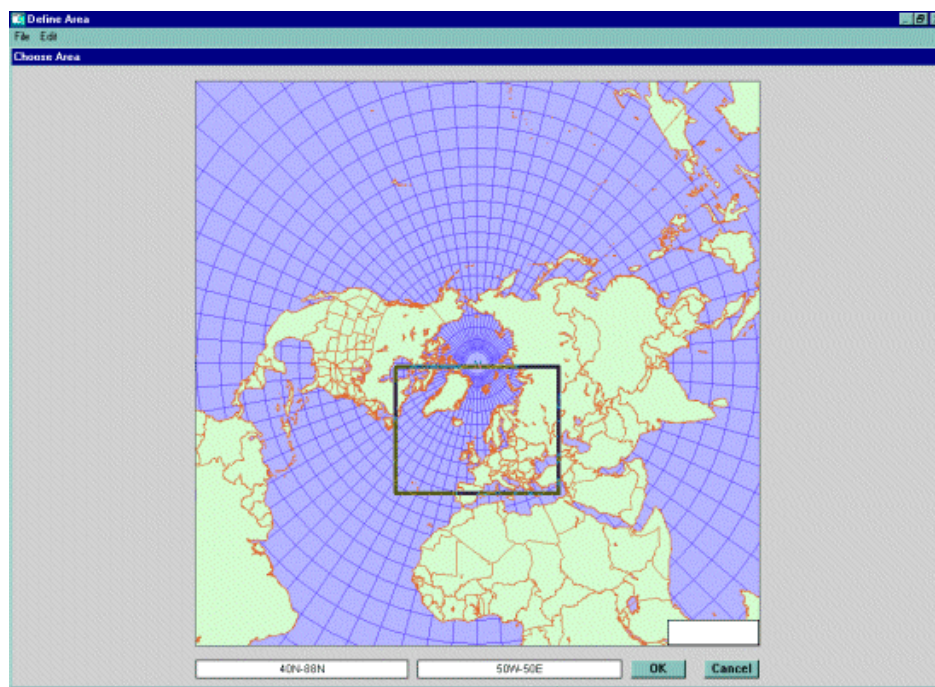 Define Area
File Edit
Choose Area
40N-88N
50W-50E
OK
Cancel